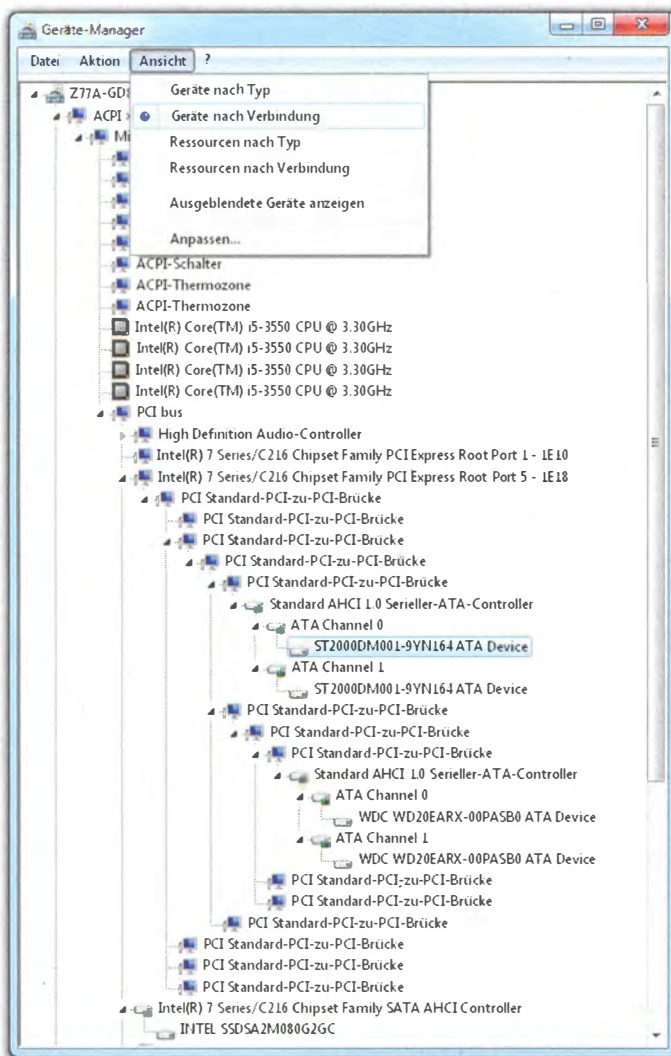 Geräte-Manager
Datei Aktion Ansicht ?
Geräte nach Typ
Geräte nach Verbindung
Ressourcen nach Typ
Ressourcen nach Verbindung
Ausgeblendete Geräte anzeigen
Anpassen...
ACPI
ACPI-Schalter
ACPI-Thermozone
ACPI-Thermozone
Intel(R) Core(TM) i5-3550 CPU @ 3.30GHz
Intel(R) Core(TM) i5-3550 CPU @ 3.30GHz
Intel(R) Core(TM) i5-3550 CPU @ 3.30GHz
Intel(R) Core(TM) i5-3550 CPU @ 3.30GHz
PCI bus
High Definition Audio-Controller
Intel(R) 7 Series/C216 Chipset Family PCI Express Root Port 1 - 1E10
Intel(R) 7 Series/C216 Chipset Family PCI Express Root Port 5 - 1E18
PCI Standard-PCI-zu-PCI-Brücke
PCI Standard-PCI-zu-PCI-Brücke
PCI Standard-PCI-zu-PCI-Brücke
PCI Standard-PCI-zu-PCI-Brücke
PCI Standard-PCI-zu-PCI-Brücke
Standard AHCI 1.0 Serieller-ATA-Controller
ATA Channel 0
ST2000DM001-9YN164 ATA Device
ATA Channel 1
ST2000DM001-9YN164 ATA Device
PCI Standard-PCI-zu-PCI-Brücke
PCI Standard-PCI-zu-PCI-Brücke
PCI Standard-PCI-zu-PCI-Brücke
Standard AHCI 1.0 Serieller-ATA-Controller
ATA Channel 0
WDC WD20EARX-00PASB0 ATA Device
ATA Channel 1
WDC WD20EARX-00PASB0 ATA Device
PCI Standard-PCI-zu-PCI-Brücke
PCI Standard-PCI-zu-PCI-Brücke
PCI Standard-PCI-zu-PCI-Brücke
PCI Standard-PCI-zu-PCI-Brücke
PCI Standard-PCI-zu-PCI-Brücke
PCI Standard-PCI-zu-PCI-Brücke
Intel(R) 7 Series/C216 Chipset Family SATA AHCI Controller
INTEL SSDSA2M080G2GC